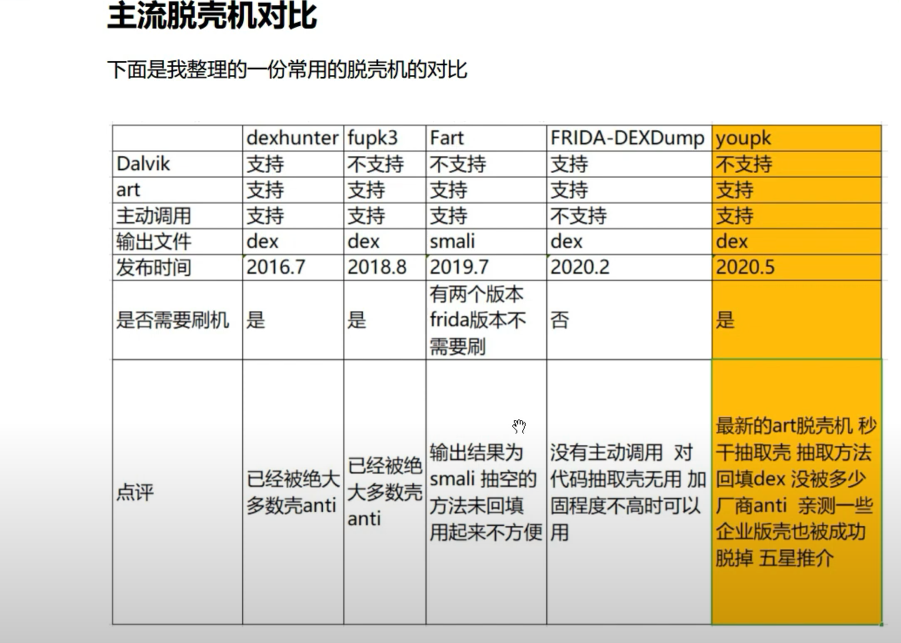 主流脱壳机对比
下面是我整理的一份常用的脱壳机的对比
dexhunter fupk3 Fart FRIDA-DEXDump youpk
Dalvik 支持 不支持 不支持 支持 不支持
art 支持 支持 支持 支持 支持
主动调用 支持 支持 支持 不支持 支持
输出文件 dex dex smali dex dex
发布时间 2016.7 2018.8 2019.7 2020.2 2020.5
是否需要刷机
是
是
有两个版本
frida版本不
需要刷
否
是
点评
已经被绝大
多数壳anti
已经被绝
大多数壳
anti
输出结果为
smali 抽空的
方法未回填
用起来不方便
没有主动调用 对
代码抽取壳无用 加
固程度不高时可以
用
最新的art脱壳机 秒
干抽取壳 抽取方法
回填dex 没被多少
厂商anti 亲测一些
企业版壳也被成功
脱掉 五星推介